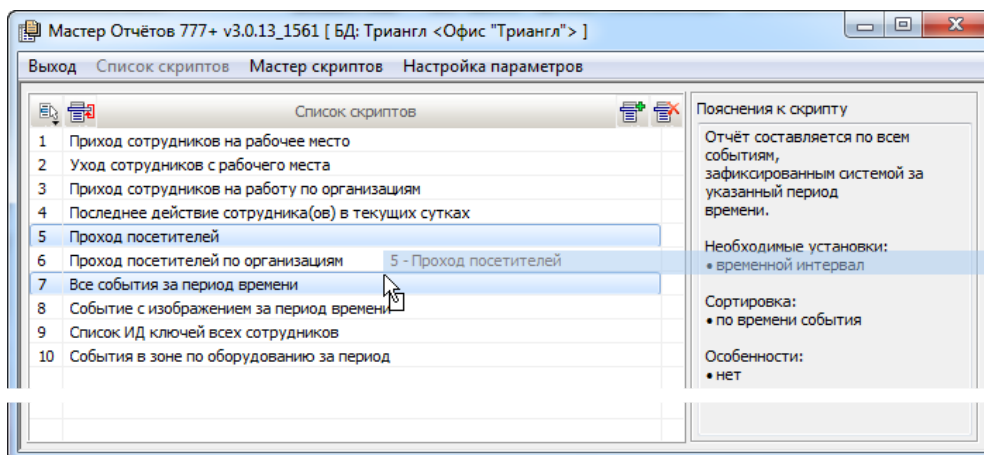 Мастер Отчётов 777+ v3.0.13_1561 [ БД: Триангл <Офис "Триангл"> ]
Выход Список скриптов Мастер скриптов Настройка параметров
Список скриптов
1 Приход сотрудников на рабочее место
2 Уход сотрудников с рабочего места
3 Приход сотрудников на работу по организациям
4 Последнее действие сотрудника(ов) в текущих сутках
5 Проход посетителей
6 Проход посетителей по организациям
5 - Проход посетителей
7 Все события за период времени
8 Событие с изображением за период времени
9 Список ИД ключей всех сотрудников
10 События в зоне по оборудованию за период
Пояснения к скрипту
Отчёт составляется по всем
событиям,
зафиксированным системой за
указанный период
времени.
Необходимые установки:
• временной интервал
Сортировка:
• по времени события
Особенности:
• нет